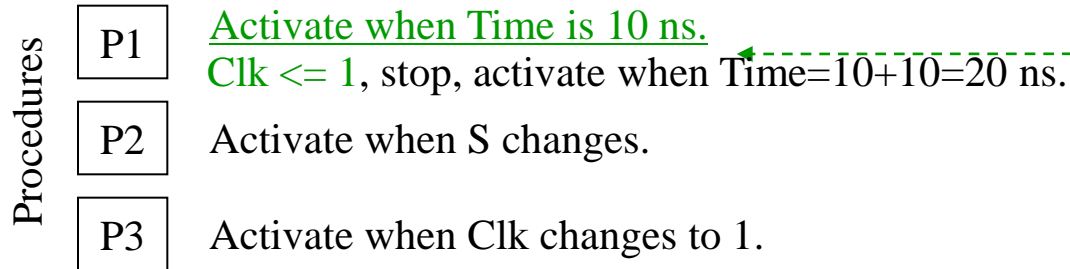 Procedures
P1
Activate when Time is 10 ns.
Clk <= 1, stop, activate when Time=10+10=20 ns.
P2
Activate when S changes.
P3
Activate when Clk changes to 1.